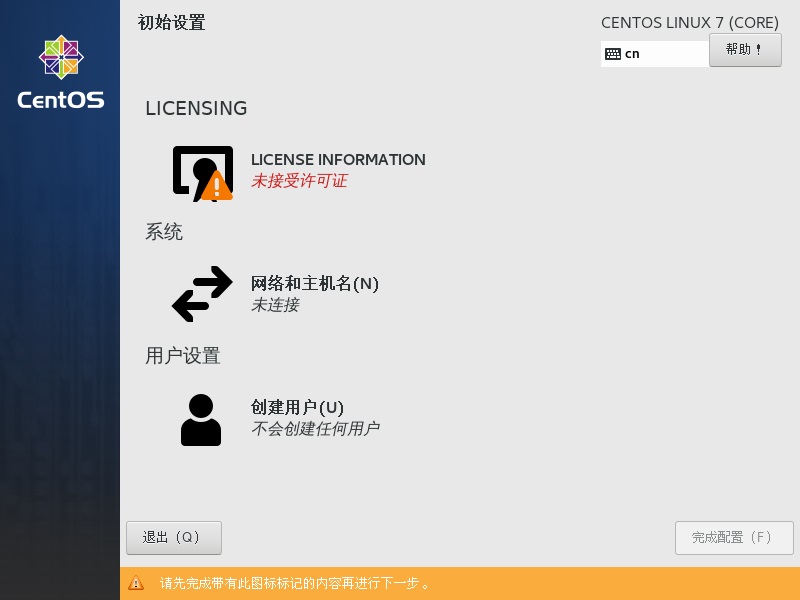 初始设置
CENTOS LINUX 7 (CORE)
cn
帮助！
CentOS
LICENSING
LICENSE INFORMATION
未接受许可证
系统
网络和主机名(N)
未连接
用户设置
创建用户(U)
不会创建任何用户
退出（Q）
完成配置（F）
请先完成带有此图标标记的内容再进行下一步 。